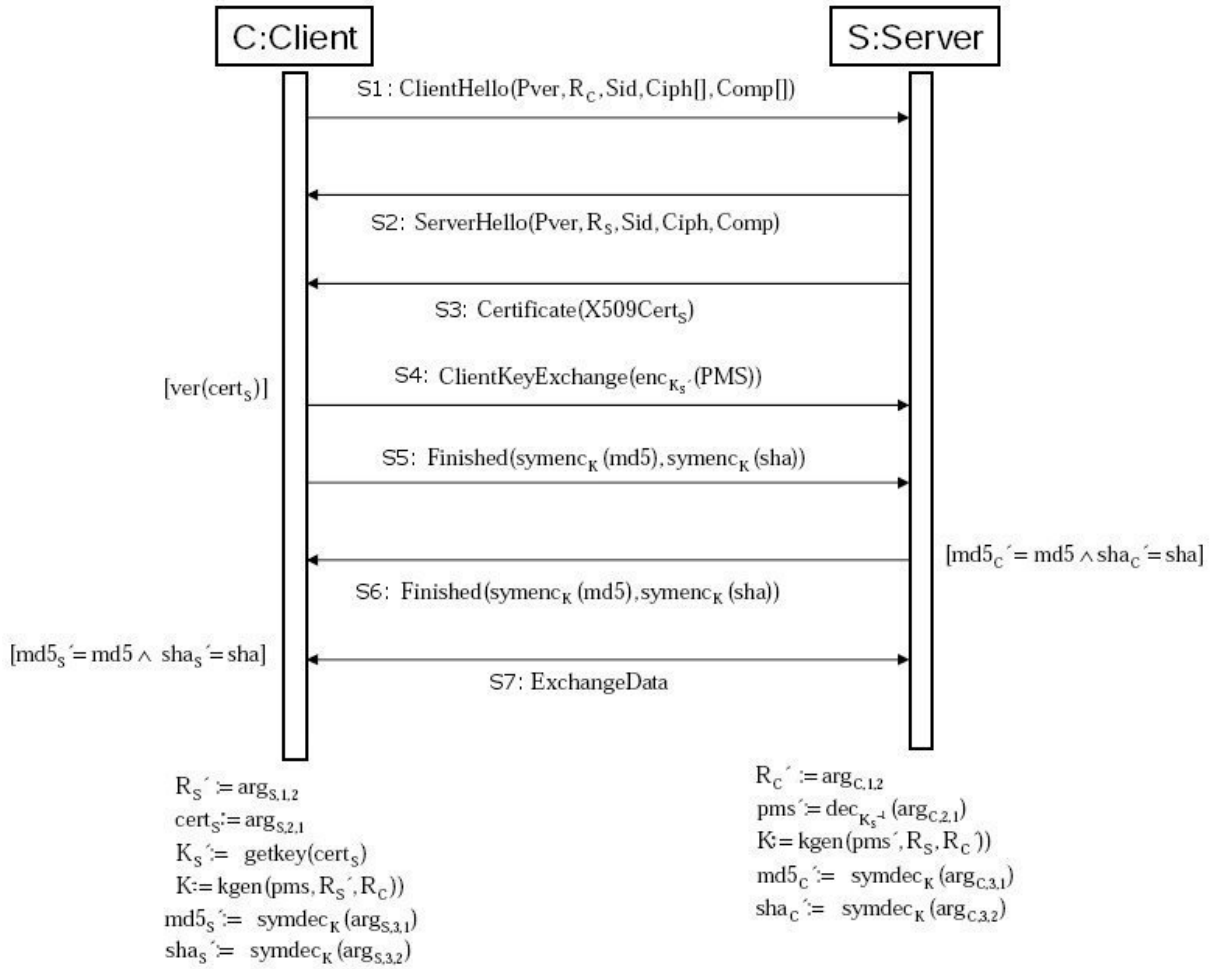 C:Client
S:Server
S1: ClientHello(Pver,R_C,Sid,Ciph[],Comp[])
S2: ServerHello(Pver,R_S,Sid,Ciph,Comp)
S3: Certificate(X509Cert_S)
[ver(cert_S)]
S4: ClientKeyExchange(enc_K_S´(PMS))
S5: Finished(symenc_K(md5),symenc_K(sha))
[md5_C´=md5 ∧ sha_C´=sha]
S6: Finished(symenc_K(md5),symenc_K(sha))
[md5_S´=md5 ∧ sha_S´=sha]
S7: ExchangeData
R_S´:=arg_S,1,2
cert_S:=arg_S,2,1
K_S´:= getkey(cert_S)
K:=kgen(pms,R_S´,R_C))
md5_S´:= symdec_K(arg_S,3,1)
sha_S´:= symdec_K(arg_S,3,2)
R_C´ :=arg_C,1,2
pms´:=dec_K_S⁻¹(arg_C,2,1)
K:=kgen(pms´,R_S,R_C´))
md5_C´:= symdec_K(arg_C,3,1)
sha_C´:= symdec_K(arg_C,3,2)